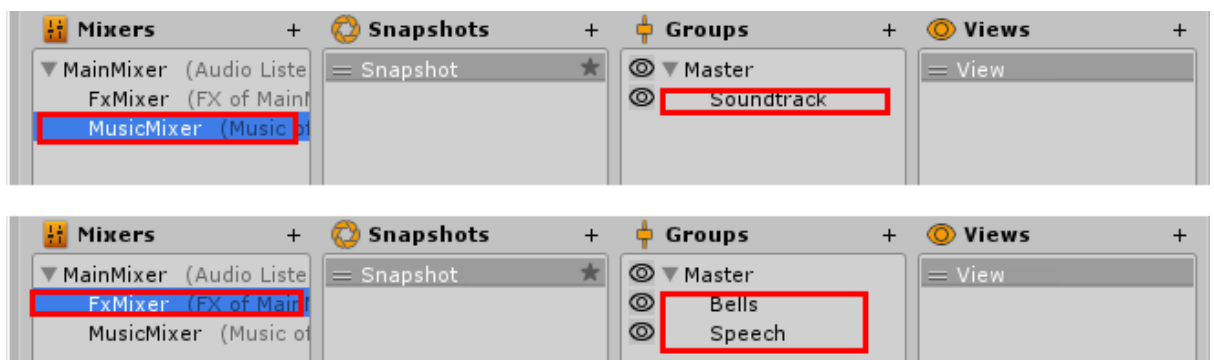 Mixers + Snapshots + Groups + Views +
MainMixer (Audio Liste Snapshot Master View
FxMixer (FX of Main Soundtrack
MusicMixer (Music of
Mixers + Snapshots + Groups + Views +
MainMixer (Audio Liste Snapshot Master View
FxMixer (FX of Main Bells
MusicMixer (Music of Speech